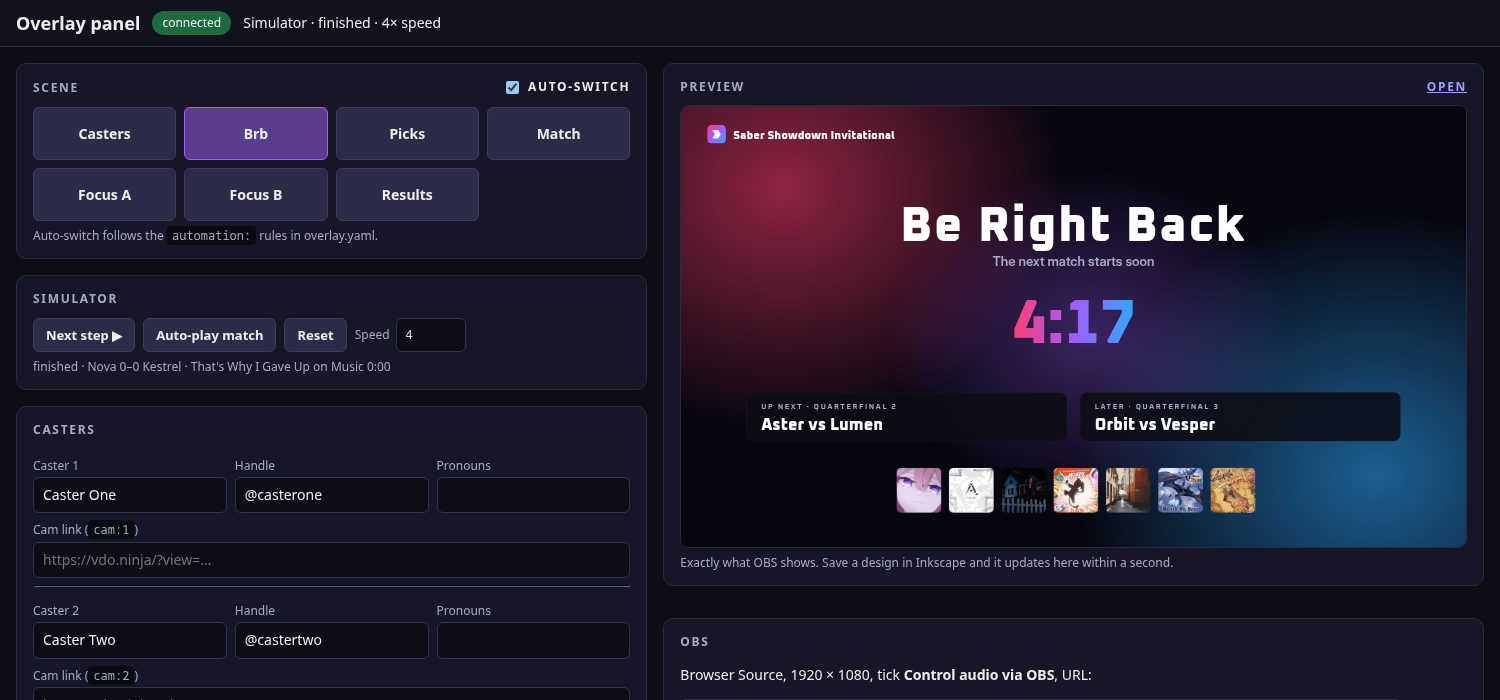 Overlay panel connected Simulator · finished · 4× speed
SCENE AUTO-SWITCH
Casters Brb Picks Match
Focus A Focus B Results
Auto-switch follows the automation: rules in overlay.yaml.
SIMULATOR
Next step ▶ Auto-play match Reset Speed 4
finished · Nova 0–0 Kestrel · That's Why I Gave Up on Music 0:00
CASTERS
Caster 1 Handle Pronouns
Caster One @casterone
Cam link ( cam:1 )
https://vdo.ninja/?view=…
Caster 2 Handle Pronouns
Caster Two @castertwo
Cam link ( cam:2 )
PREVIEW OPEN
Saber Showdown Invitational
Be Right Back
The next match starts soon
4:17
UP NEXT · QUARTERFINAL 2
Aster vs Lumen
LATER · QUARTERFINAL 3
Orbit vs Vesper
Exactly what OBS shows. Save a design in Inkscape and it updates here within a second.
OBS
Browser Source, 1920 × 1080, tick Control audio via OBS, URL: